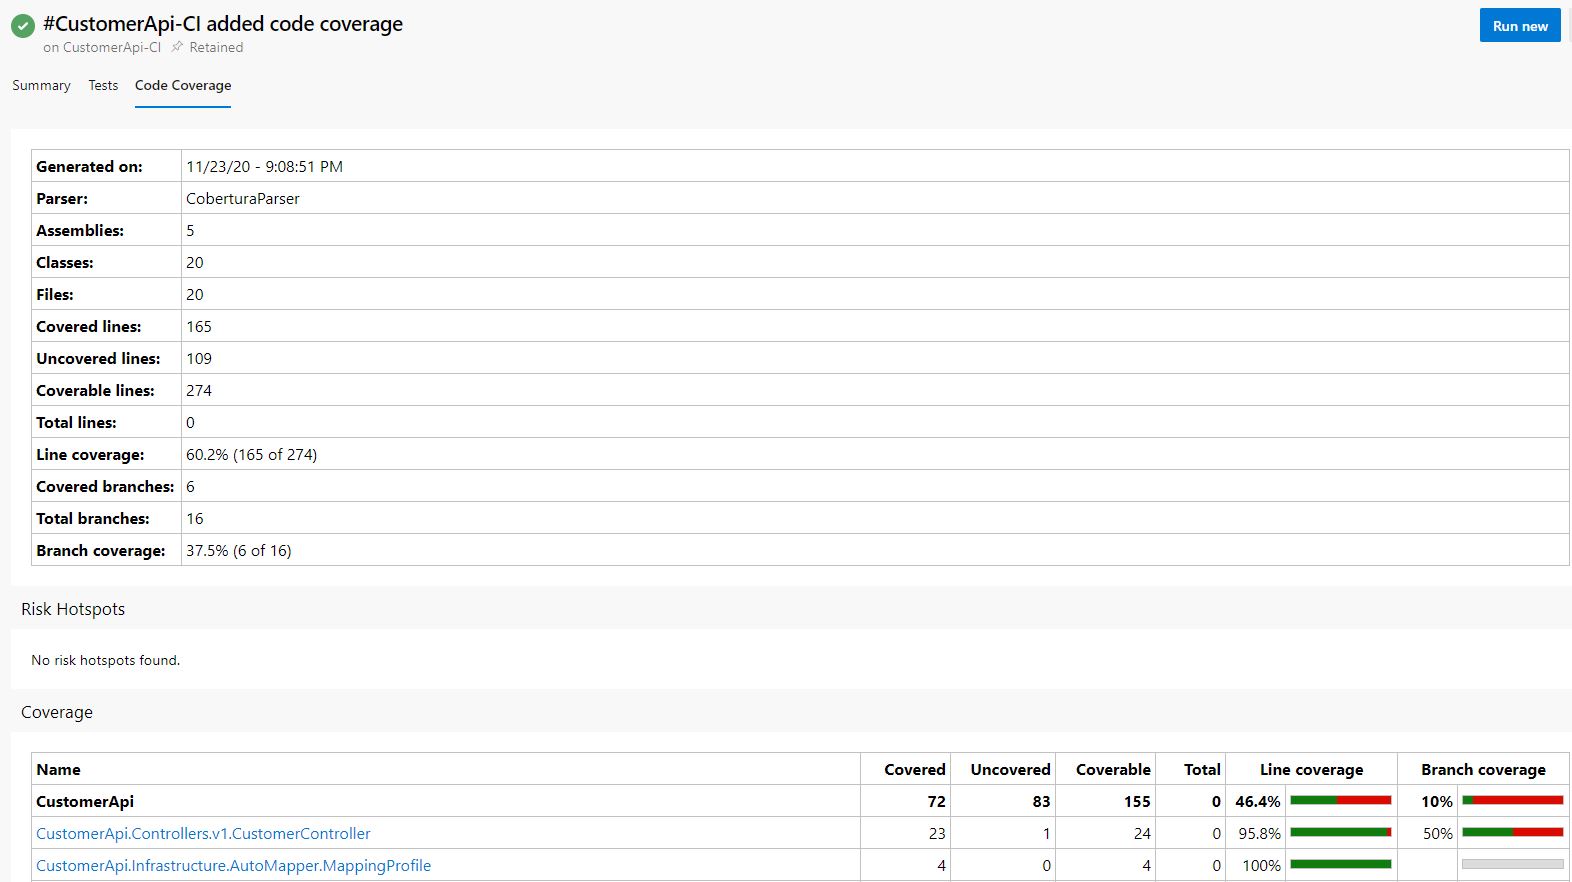 #CustomerApi-CI added code coverage
Run new
on CustomerApi-CI Retained
Summary Tests Code Coverage
Generated on: 11/23/20 - 9:08:51 PM
Parser: CoberturaParser
Assemblies: 5
Classes: 20
Files: 20
Covered lines: 165
Uncovered lines: 109
Coverable lines: 274
Total lines: 0
Line coverage: 60.2% (165 of 274)
Covered branches: 6
Total branches: 16
Branch coverage: 37.5% (6 of 16)
Risk Hotspots
No risk hotspots found.
Coverage
Name Covered Uncovered Coverable Total Line coverage Branch coverage
CustomerApi 72 83 155 0 46.4% 10%
CustomerApi.Controllers.v1.CustomerController 23 1 24 0 95.8% 50%
CustomerApi.Infrastructure.AutoMapper.MappingProfile 4 0 4 0 100%